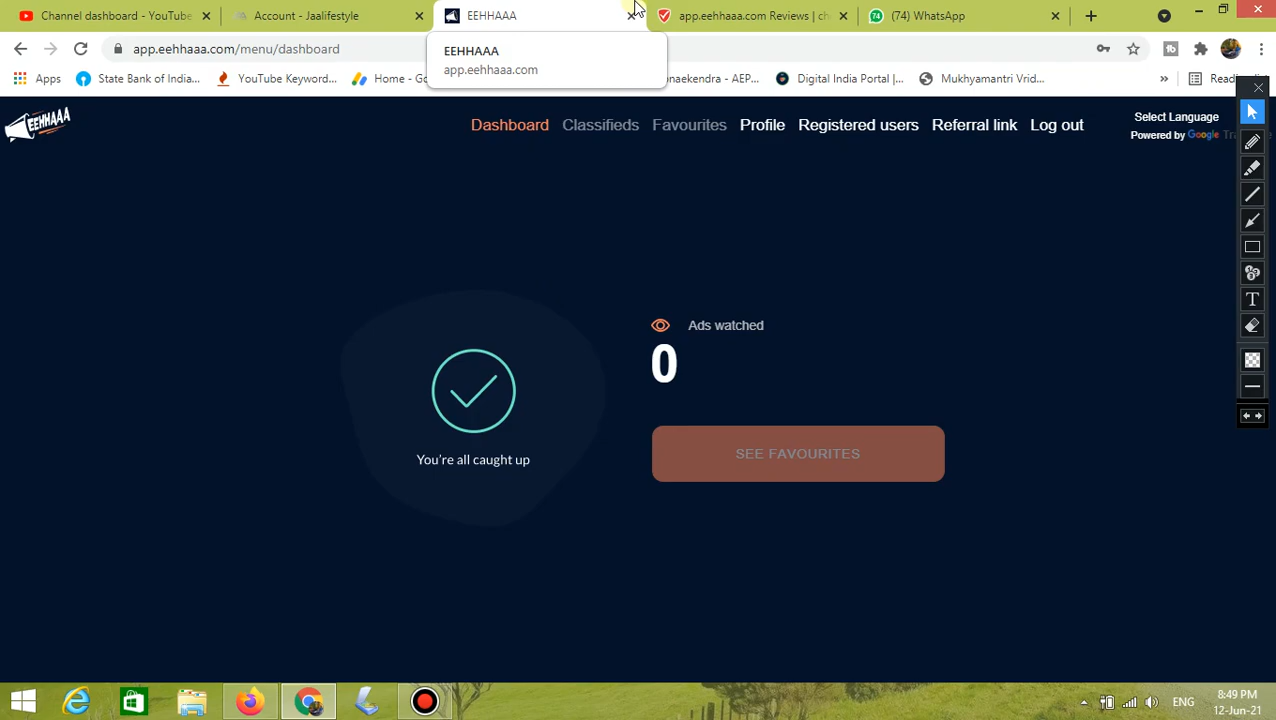 Channel dashboard - YouTube
Account - Jaalifestyle
EEHHAAA
app.eehhaaa.com Reviews | ch
(74) WhatsApp
app.eehhaaa.com/menu/dashboard
EEHHAAA
app.eehhaaa.com
Apps
State Bank of India...
YouTube Keyword...
Home - Go
naekendra - AEP...
Digital India Portal |...
Mukhyamantri Vrid...
»
Reading
EEHHAAA
Dashboard
Classifieds
Favourites
Profile
Registered users
Referral link
Log out
Select Language
Powered by Google Tra
Ads watched
0
You're all caught up
SEE FAVOURITES
T
ENG
8:49 PM
12-Jun-21